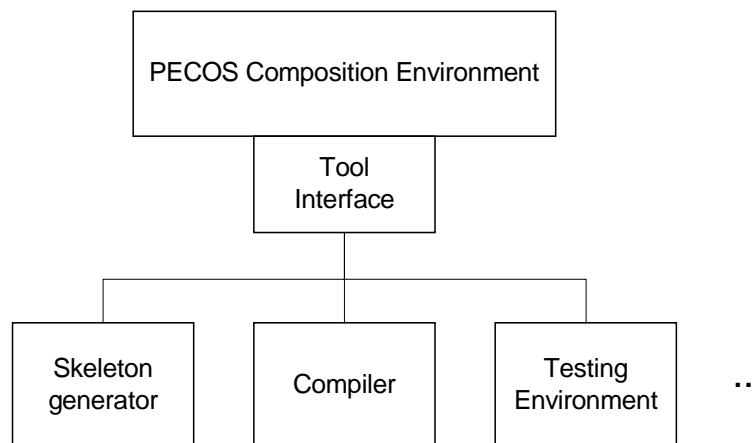 PECOS Composition Environment
Tool
Interface
Skeleton
generator
Compiler
Testing
Environment
..